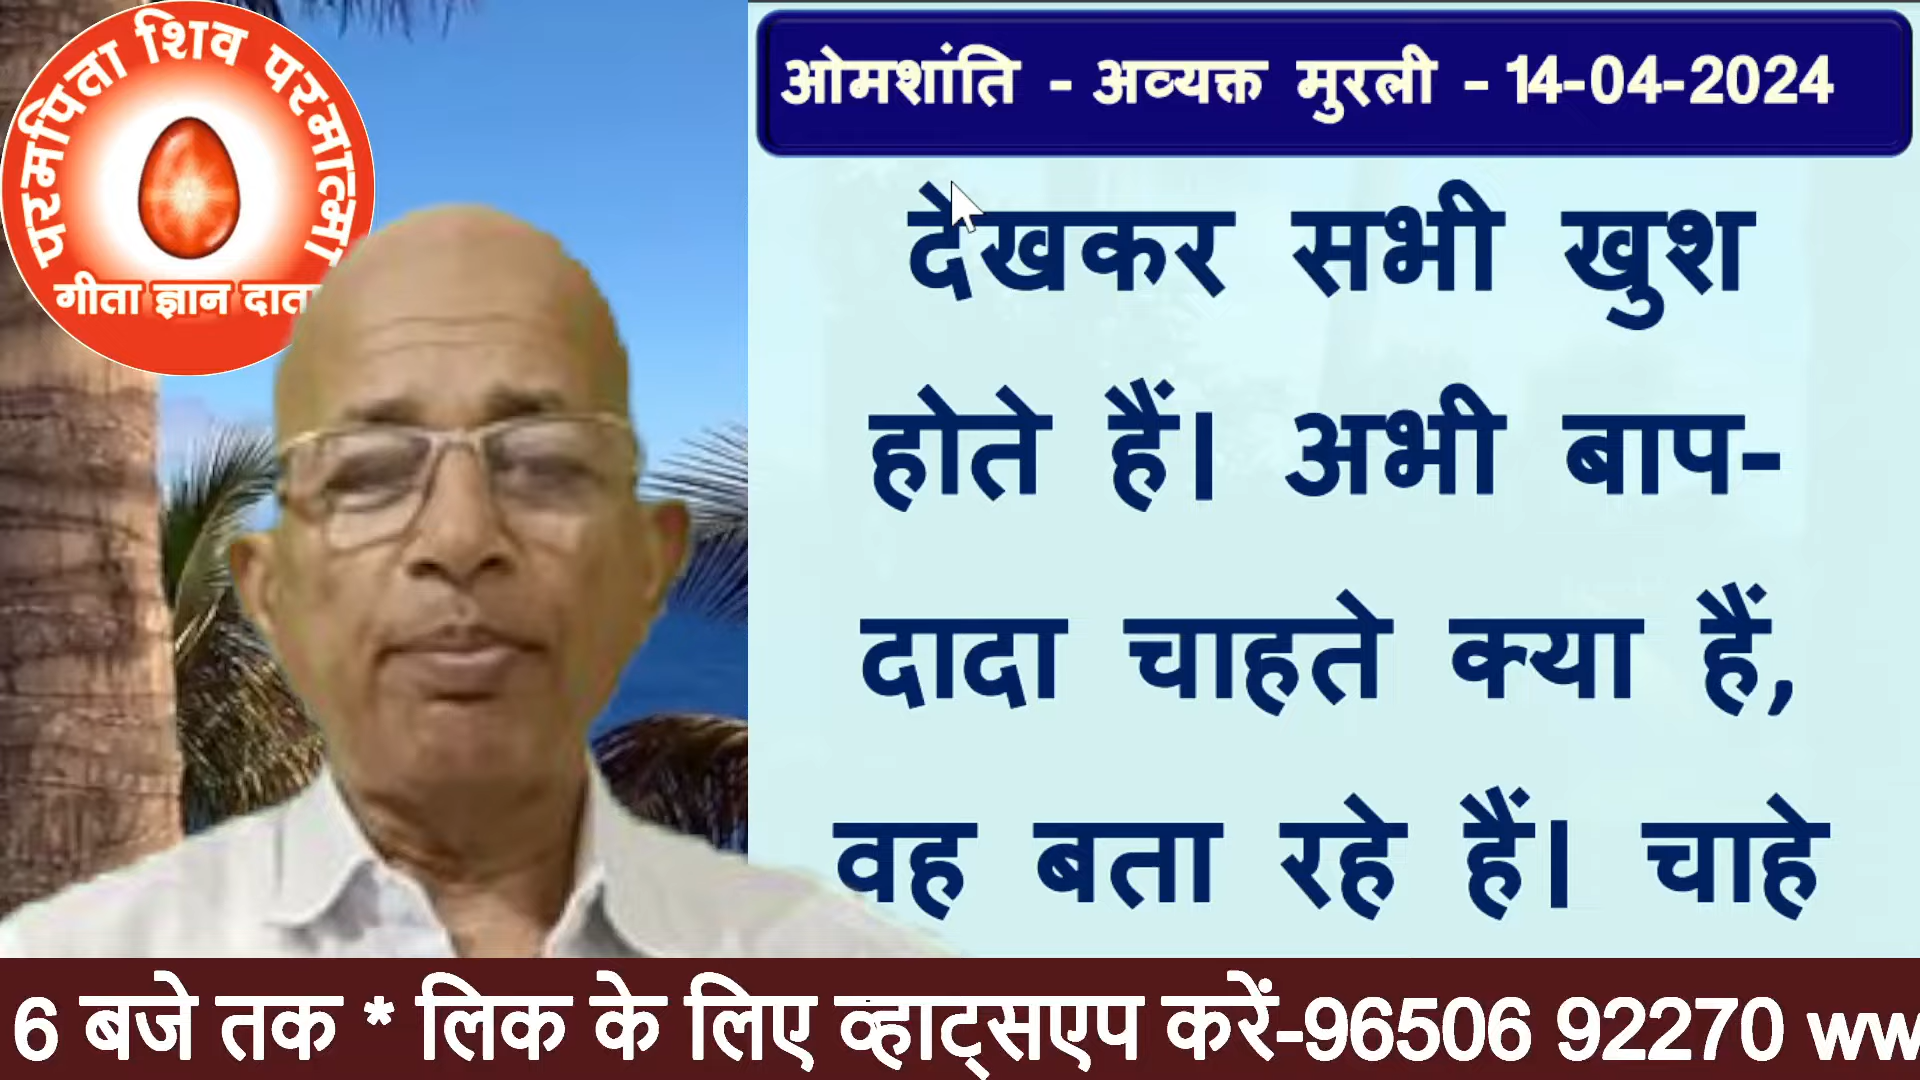 परमपिता शिव परमात्मा
गीता ज्ञान दाता
ओमशांति - अव्यक्त मुरली - 14-04-2024
देखकर सभी खुश
होते हैं। अभी बाप-
दादा चाहते क्या हैं,
वह बता रहे हैं। चाहे
6 बजे तक * लिंक के लिए व्हाट्सएप करें-96506 92270 ww